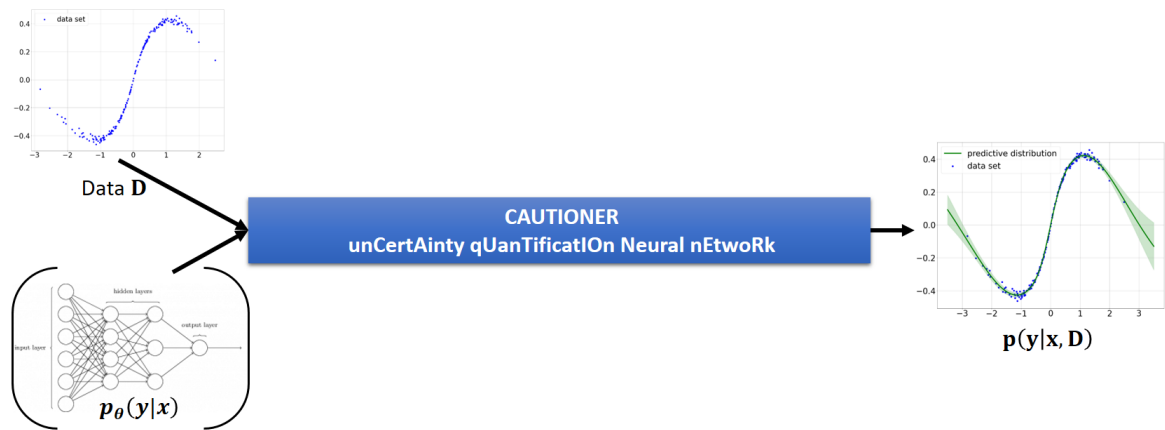 data set
0.4
0.2
0.0
−0.2
−0.4
−3 −2 −1 0 1 2
Data D
CAUTIONER
unCertAinty qUanTificatIOn Neural nEtwoRk
hidden layers
output layer
input layer
p_θ(y|x)
predictive distribution
data set
0.4
0.2
0.0
−0.2
−0.4
−3 −2 −1 0 1 2 3
p(y|x, D)